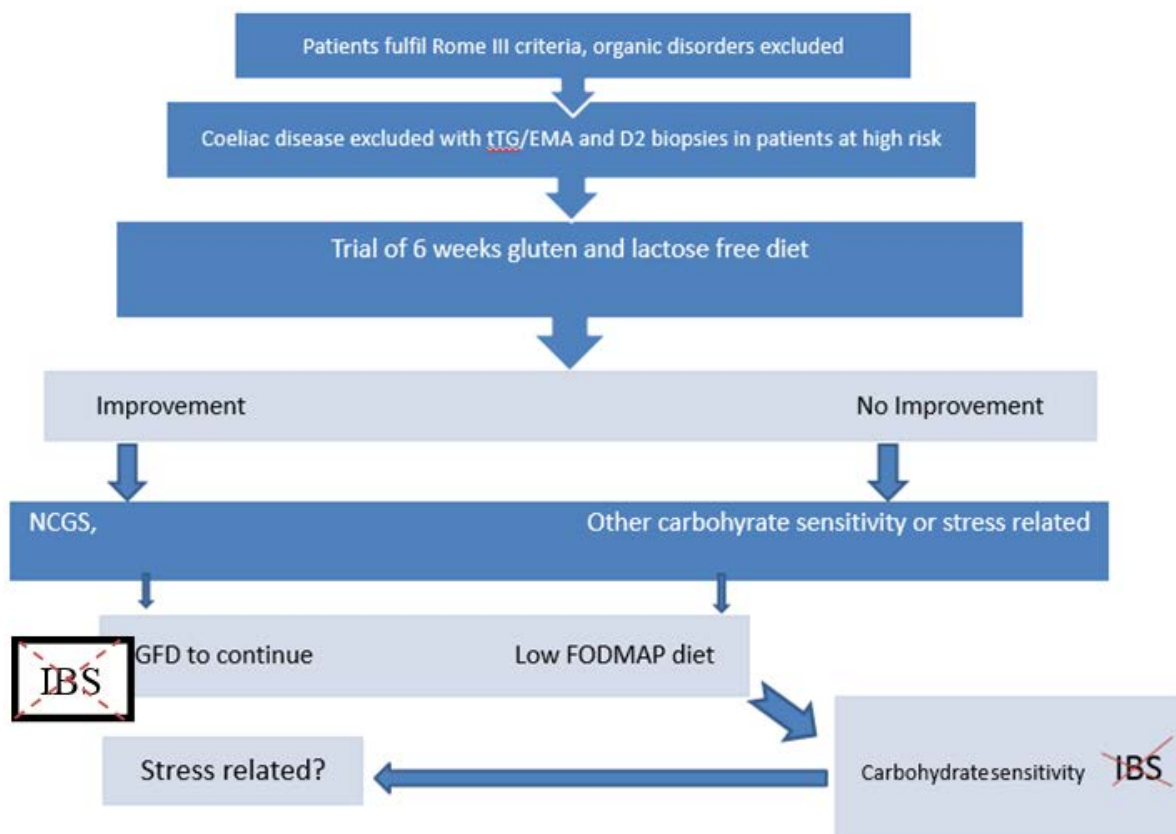 Patients fulfil Rome III criteria, organic disorders excluded
Coeliac disease excluded with tTG/EMA and D2 biopsies in patients at high risk
Trial of 6 weeks gluten and lactose free diet
Improvement
No Improvement
NCGS,
Other carbohyrate sensitivity or stress related
IBS
GFD to continue
Low FODMAP diet
Stress related?
Carbohydratesensitivity
IBS